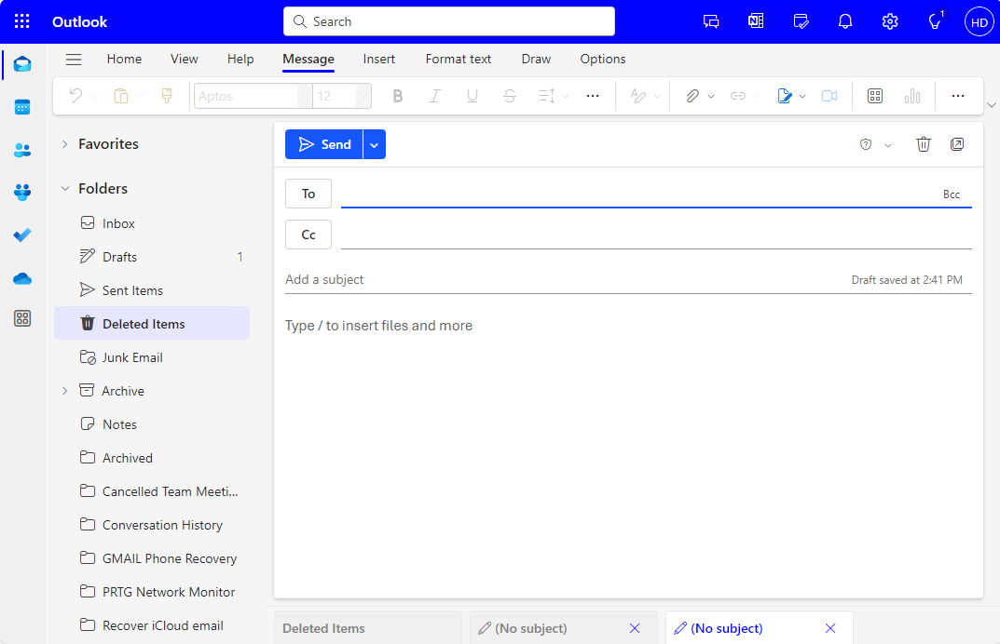 Outlook
Search
1
HD
Home View Help Message Insert Format text Draw Options
Aptos 12 B I U S
Favorites
Folders
Inbox
Drafts 1
Sent Items
Deleted Items
Junk Email
Archive
Notes
Archived
Cancelled Team Meeti...
Conversation History
GMAIL Phone Recovery
PRTG Network Monitor
Recover iCloud email
Send
To Bcc
Cc
Add a subject Draft saved at 2:41 PM
Type / to insert files and more
Deleted Items (No subject) (No subject)